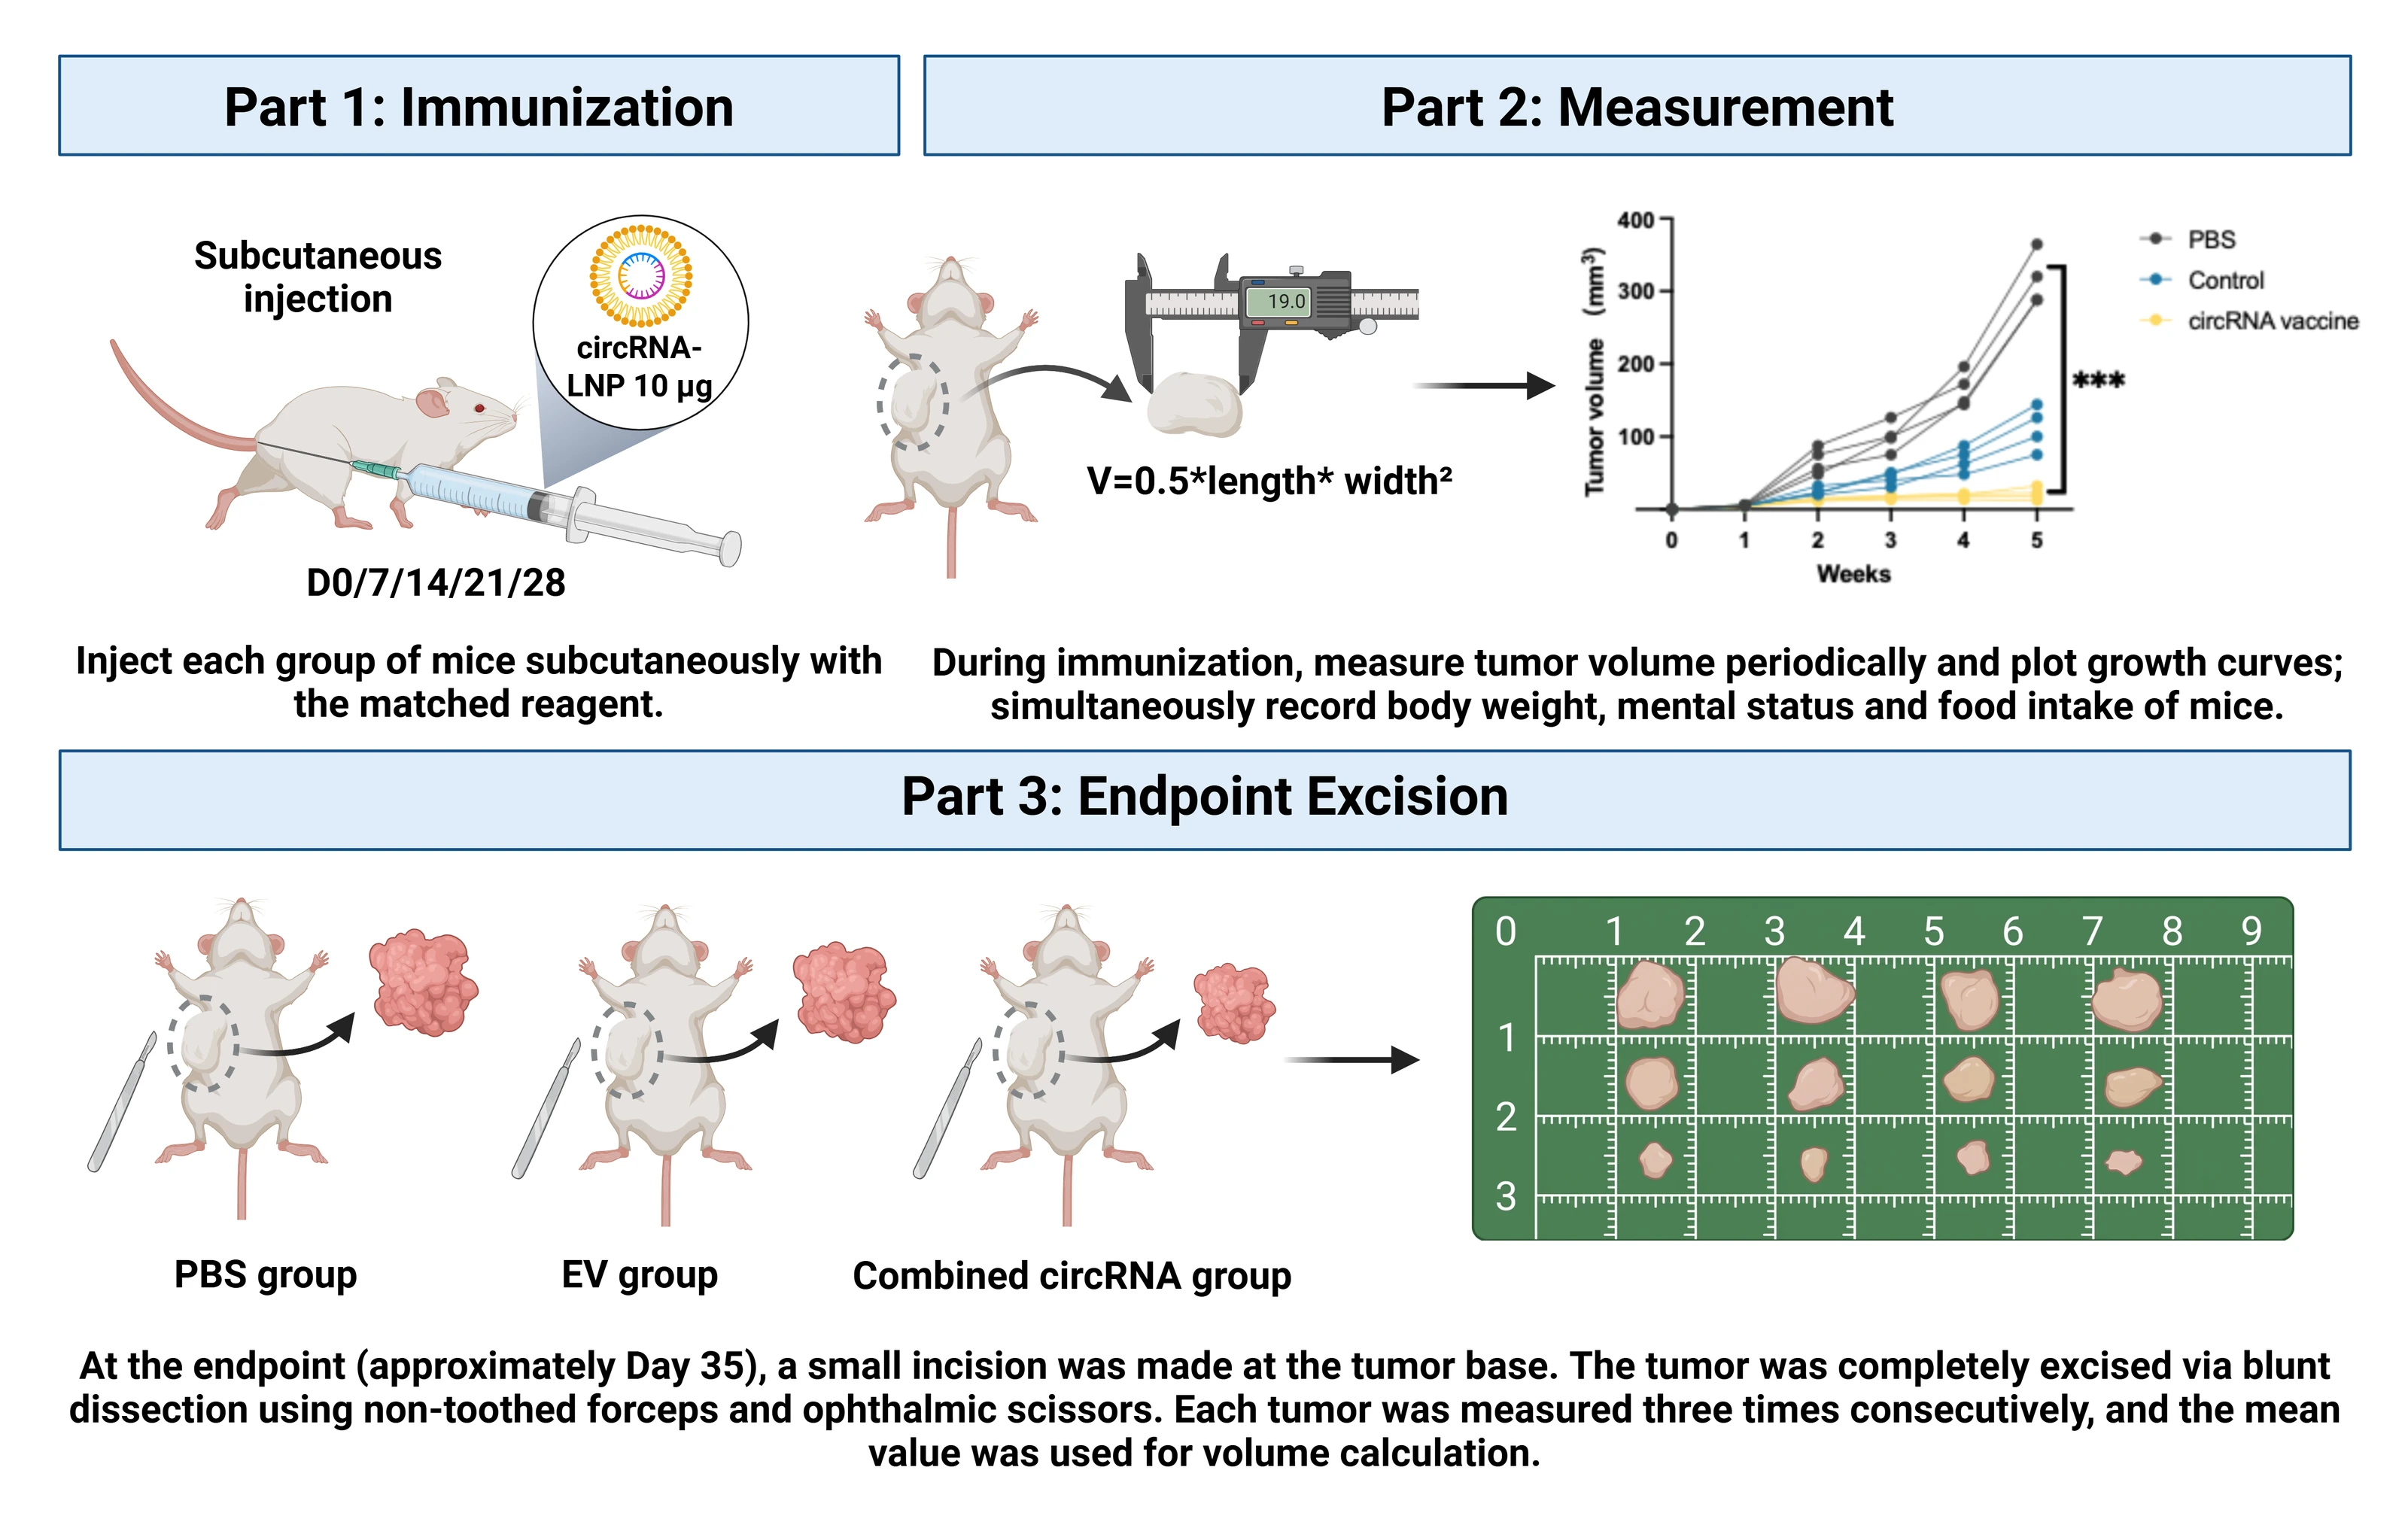 Part 1: Immunization
Subcutaneous
injection
circRNA-
LNP 10 µg
D0/7/14/21/28
Inject each group of mice subcutaneously with
the matched reagent.
Part 2: Measurement
19.0
V=0.5*length* width²
Tumor volume (mm³)
400
300
200
100
0
1
2
3
4
5
Weeks
PBS
Control
circRNA vaccine
***
During immunization, measure tumor volume periodically and plot growth curves;
simultaneously record body weight, mental status and food intake of mice.
Part 3: Endpoint Excision
PBS group
EV group
Combined circRNA group
0 1 2 3 4 5 6 7 8 9
1
2
3
At the endpoint (approximately Day 35), a small incision was made at the tumor base. The tumor was completely excised via blunt
dissection using non-toothed forceps and ophthalmic scissors. Each tumor was measured three times consecutively, and the mean
value was used for volume calculation.